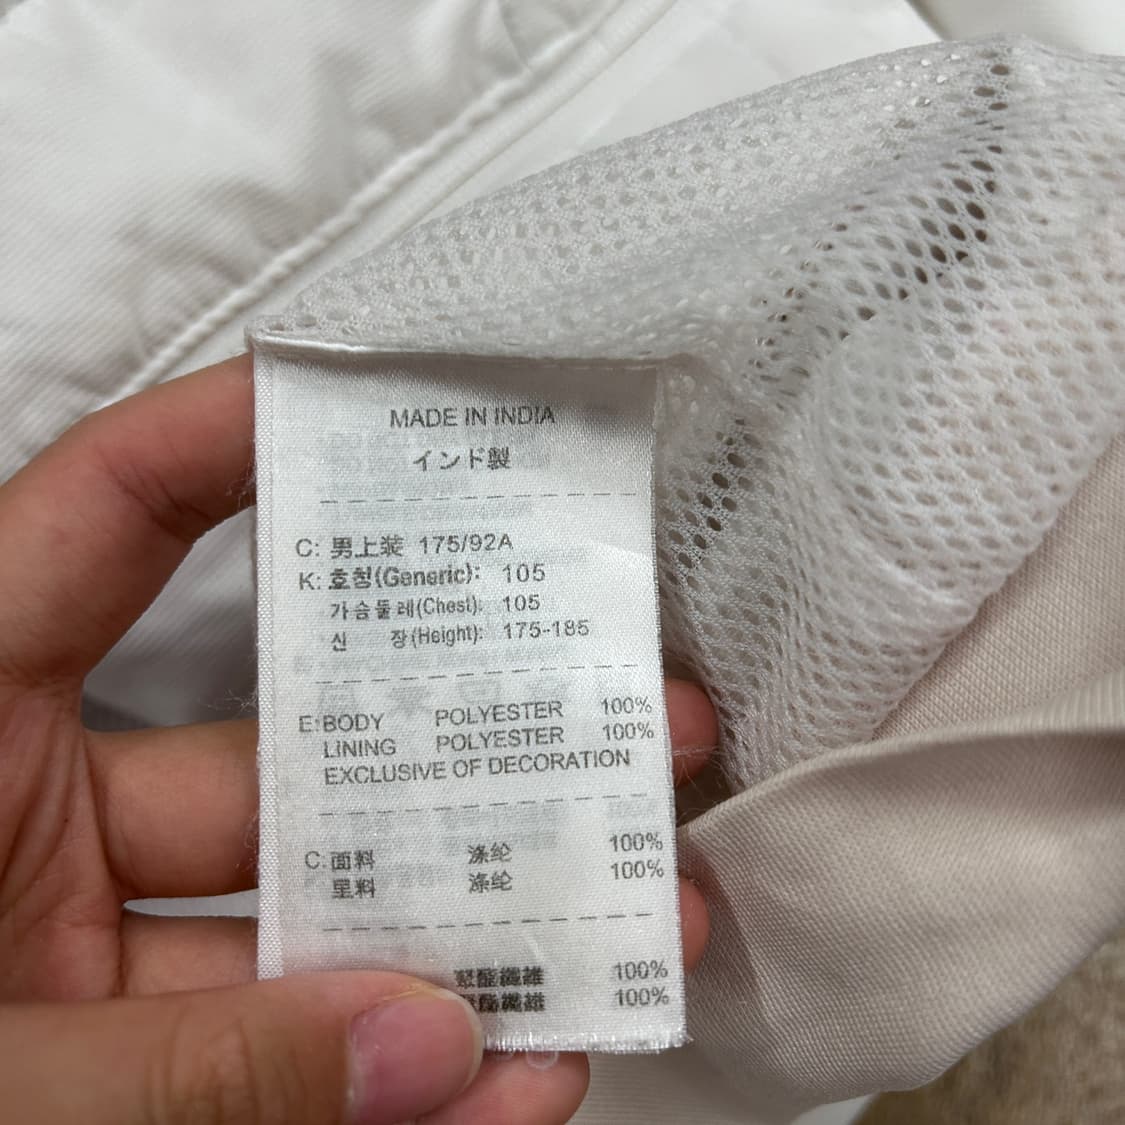 MADE IN INDIA
インド製
C: 男上装 175/92A
K: 호칭(Generic): 105
가슴둘레(Chest): 105
신 장(Height): 175-185
E: BODY POLYESTER 100%
LINING POLYESTER 100%
EXCLUSIVE OF DECORATION
C: 面料 涤纶 100%
里料 涤纶 100%
聚酯纖維 100%
聚酯纖維 100%